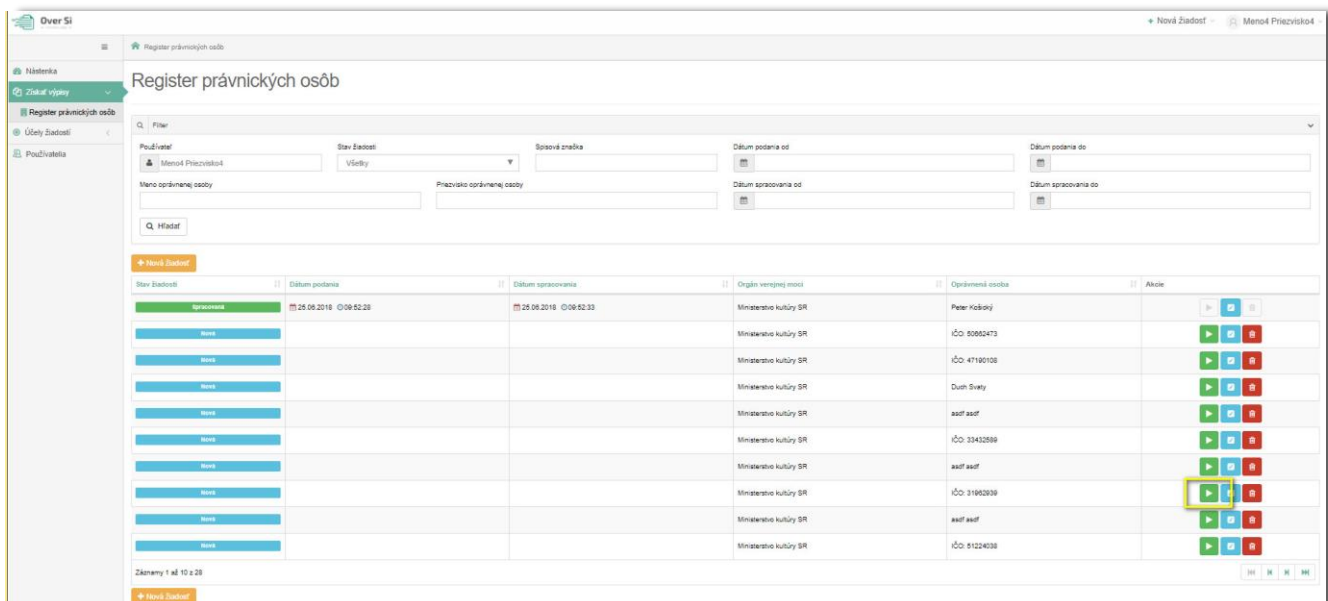 Over Si
+ Nová žiadosť
Meno4 Priezvisko4
Register právnických osôb
Nástenka
Získať výpisy
Register právnických osôb
Účely žiadostí
Používatelia
Register právnických osôb
Filter
Používateľ
Stav žiadosti
Spisová značka
Dátum podania od
Dátum podania do
Meno4 Priezvisko4
Všetky
Meno oprávnenej osoby
Priezvisko oprávnenej osoby
Dátum spracovania od
Dátum spracovania do
Hľadať
+ Nová žiadosť
Stav žiadosti Dátum podania Dátum spracovania Orgán verejnej moci Oprávnená osoba Akcie
Spracovaná 25.06.2018 09:52:28 25.06.2018 09:52:33 Ministerstvo kultúry SR Peter Košický
Nová Ministerstvo kultúry SR IČO: 50662473
Nová Ministerstvo kultúry SR IČO: 47190108
Nová Ministerstvo kultúry SR Duch Svaty
Nová Ministerstvo kultúry SR asdf asdf
Nová Ministerstvo kultúry SR IČO: 33432589
Nová Ministerstvo kultúry SR asdf asdf
Nová Ministerstvo kultúry SR IČO: 31962939
Nová Ministerstvo kultúry SR asdf asdf
Nová Ministerstvo kultúry SR IČO: 51224038
Záznamy 1 až 10 z 28
+ Nová žiadosť